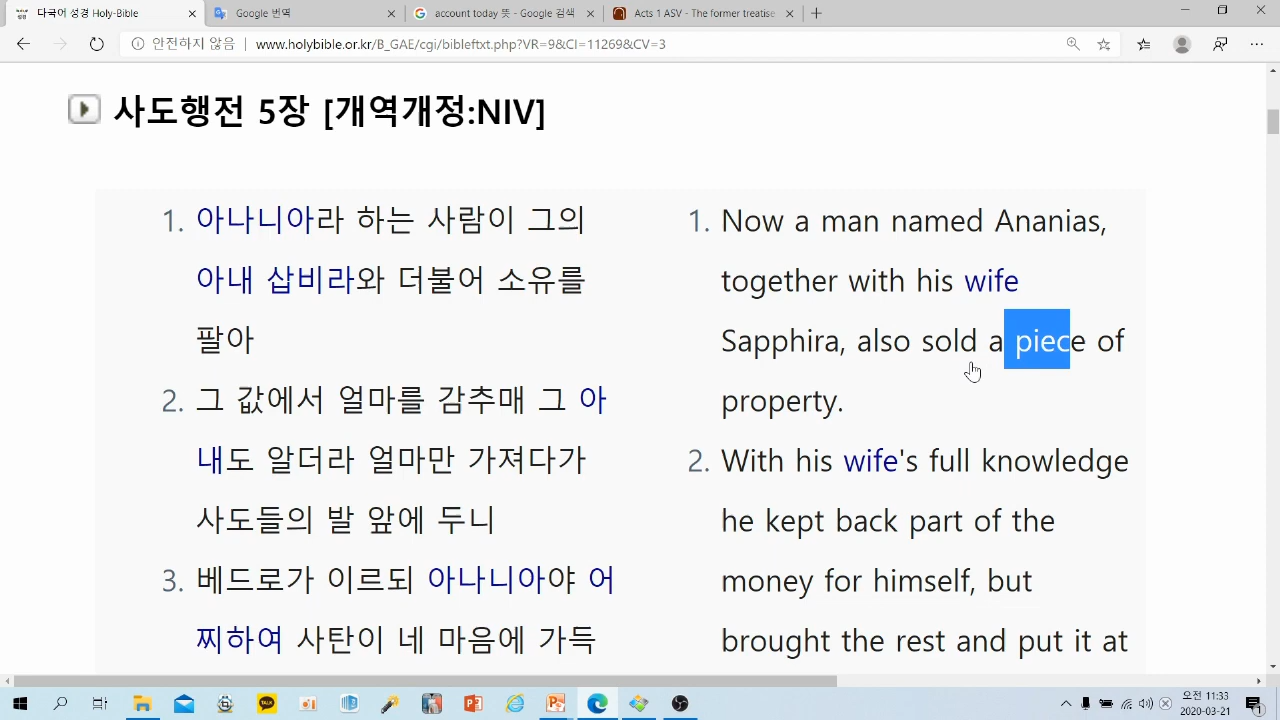 다국어 성경 Holy-Bible
Google 번역
account today 뜻 - Google 검색
Acts 1 ASV - The former treatise
안전하지 않음
www.holybible.or.kr/B_GAE/cgi/bibleftxt.php?VR=9&CI=11269&CV=3
사도행전 5장 [개역개정:NIV]
1. 아나니아라 하는 사람이 그의
아내 삽비라와 더불어 소유를
팔아
2. 그 값에서 얼마를 감추매 그 아
내도 알더라 얼마만 가져다가
사도들의 발 앞에 두니
3. 베드로가 이르되 아나니아야 어
찌하여 사탄이 네 마음에 가득
1. Now a man named Ananias,
together with his wife
Sapphira, also sold a piece of
property.
2. With his wife's full knowledge
he kept back part of the
money for himself, but
brought the rest and put it at
TALK
오전 11:33
2020-03-21
1